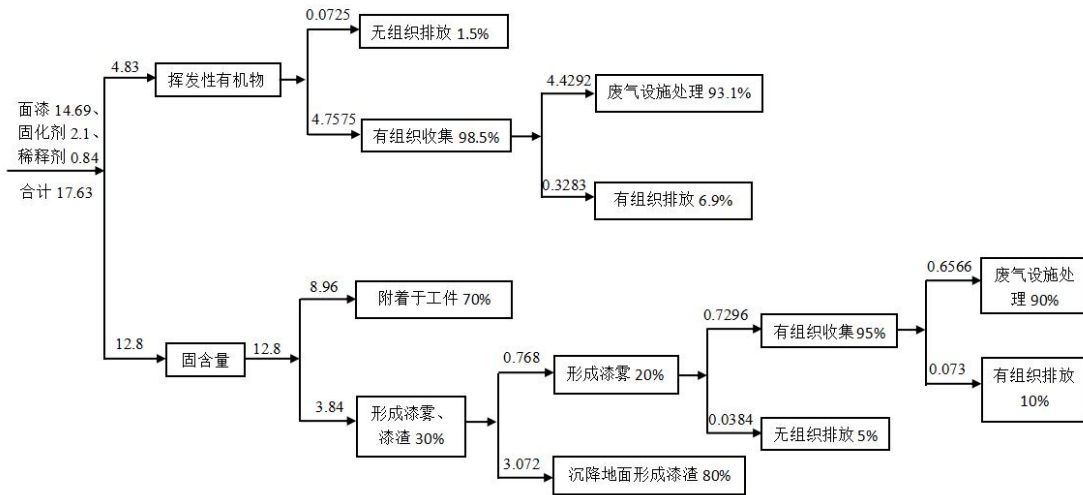 0.0725
无组织排放 1.5%
4.83
挥发性有机物
4.4292
废气设施处理 93.1%
面漆 14.69、
固化剂 2.1、
稀释剂 0.84
合计 17.63
4.7575
有组织收集 98.5%
0.3283
有组织排放 6.9%
8.96
附着于工件 70%
0.6566
废气设施处
理 90%
0.7296
有组织收集 95%
12.8
固含量
12.8
0.768
形成漆雾 20%
0.073
有组织排放
10%
3.84
形成漆雾、
漆渣 30%
0.0384
无组织排放 5%
3.072
沉降地面形成漆渣 80%